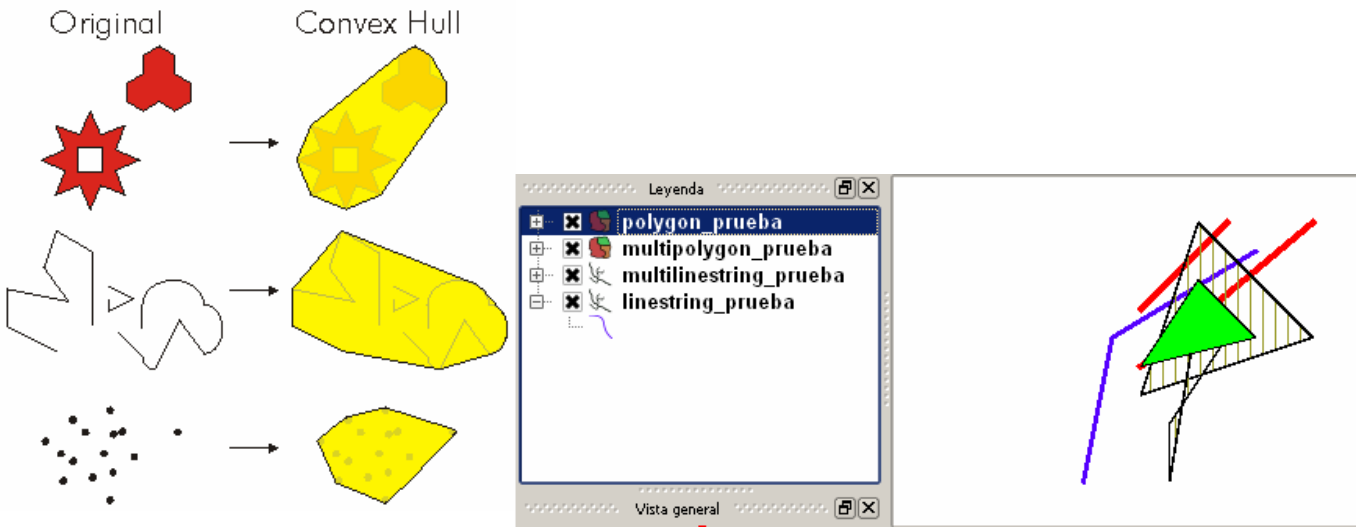 Original
Convex Hull
Leyenda
polygon_prueba
multipolygon_prueba
multilinestring_prueba
linestring_prueba
Vista general